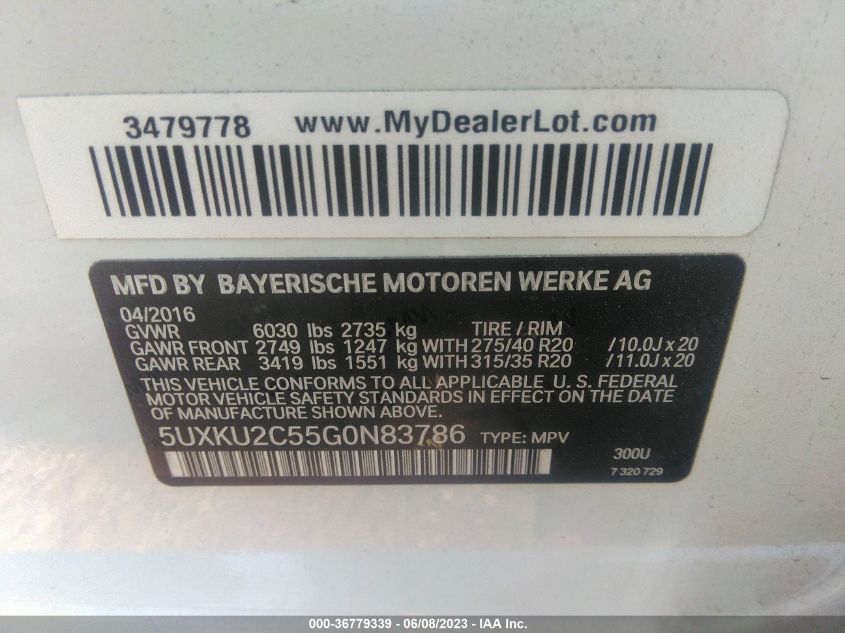 3479778 www.MyDealerLot.com
MFD BY BAYERISCHE MOTOREN WERKE AG
04/2016
GVWR 6030 lbs 2735 kg TIRE / RIM
GAWR FRONT 2749 lbs 1247 kg WITH 275/40 R20 /10.0J x 20
GAWR REAR 3419 lbs 1551 kg WITH 315/35 R20 /11.0J x 20
THIS VEHICLE CONFORMS TO ALL APPLICABLE U. S. FEDERAL
MOTOR VEHICLE SAFETY STANDARDS IN EFFECT ON THE DATE
OF MANUFACTURE SHOWN ABOVE.
5UXKU2C55G0N83786 TYPE: MPV
300U
7 320 729
000-36779339 - 06/08/2023 - © IAA Inc.